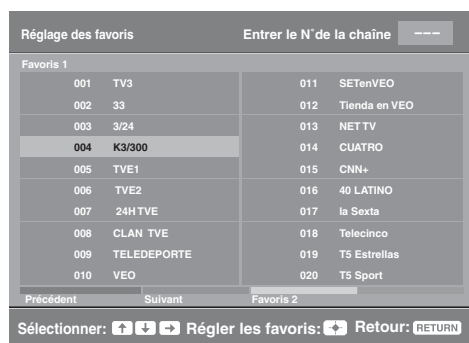 Réglage des favoris Entrer le N°de la chaîne ---
Favoris 1
001 TV3 011 SETenVEO
002 33 012 Tienda en VEO
003 3/24 013 NET TV
004 K3/300 014 CUATRO
005 TVE1 015 CNN+
006 TVE2 016 40 LATINO
007 24H TVE 017 la Sexta
008 CLAN TVE 018 Telecinco
009 TELEDEPORTE 019 T5 Estrellas
010 VEO 020 T5 Sport
Précédent Suivant Favoris 2
Sélectionner: ↑ ↓ → Régler les favoris: Retour: RETURN